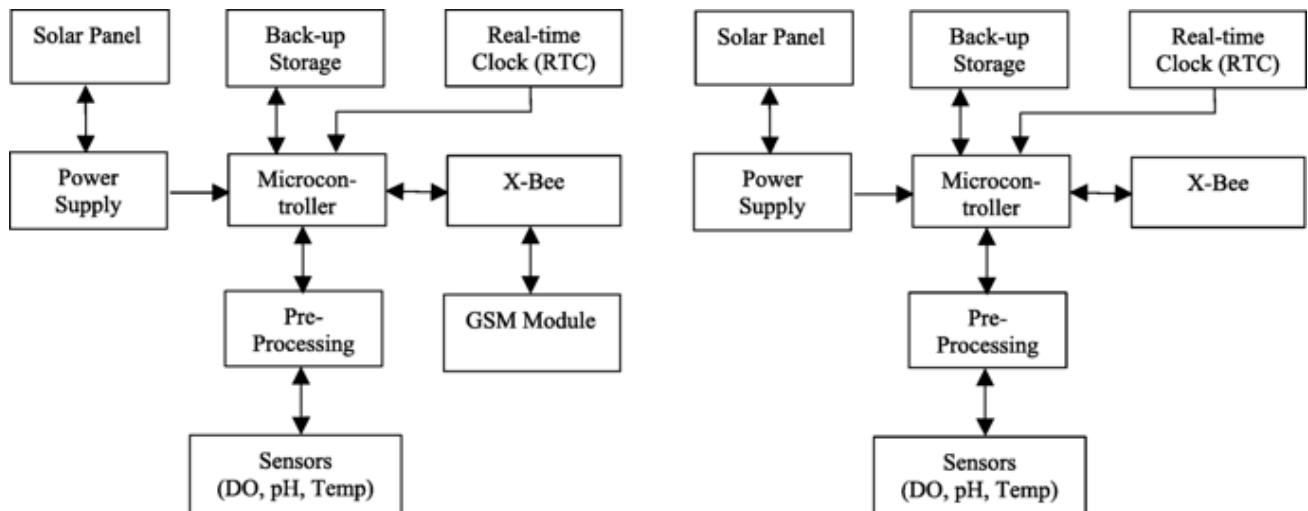 Solar Panel
Back-up
Storage
Real-time
Clock (RTC)
Power
Supply
Microcon-
troller
X-Bee
Pre-
Processing
GSM Module
Sensors
(DO, pH, Temp)
Solar Panel
Back-up
Storage
Real-time
Clock (RTC)
Power
Supply
Microcon-
troller
X-Bee
Pre-
Processing
Sensors
(DO, pH, Temp)